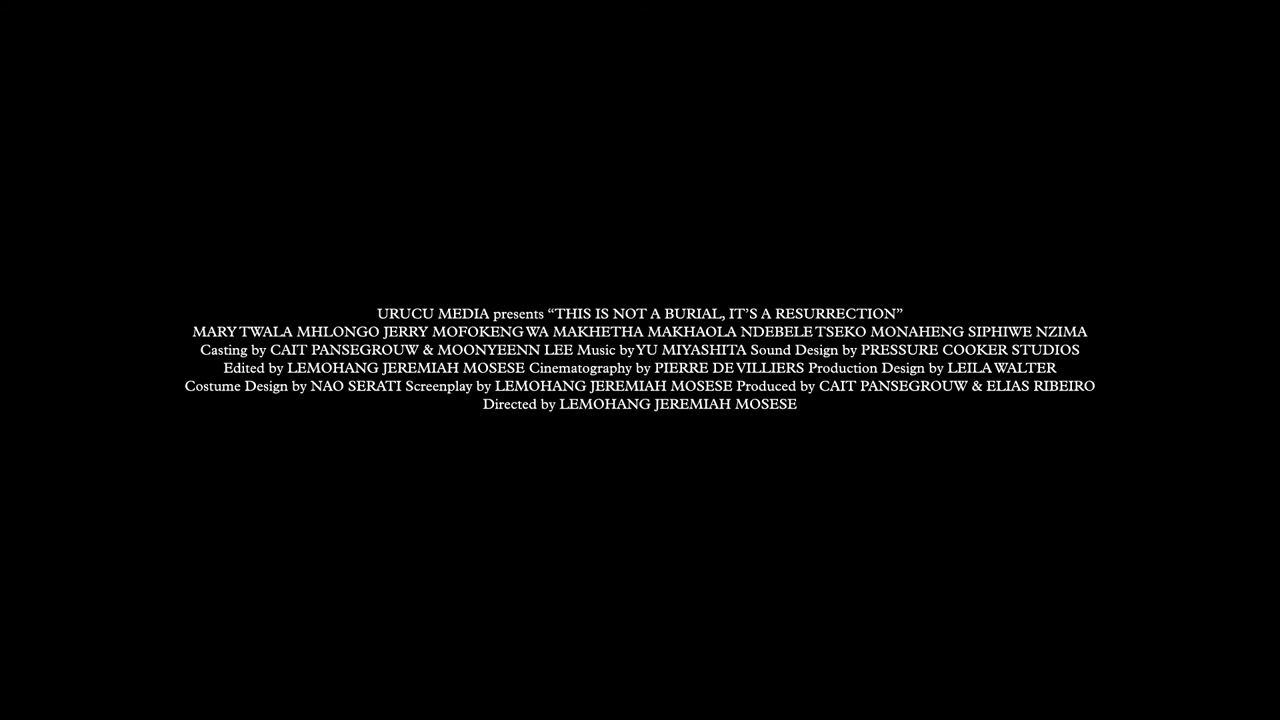 URUCU MEDIA presents “THIS IS NOT A BURIAL, IT’S A RESURRECTION”
MARY TWALA MHLONGO JERRY MOFOKENG WA MAKHETHA MAKHAOLA NDEBELE TSEKO MONAHENG SIPHIWE NZIMA
Casting by CAIT PANSEGROUW & MOONYEENN LEE Music by YU MIYASHITA Sound Design by PRESSURE COOKER STUDIOS
Edited by LEMOHANG JEREMIAH MOSESE Cinematography by PIERRE DE VILLIERS Production Design by LEILA WALTER
Costume Design by NAO SERATI Screenplay by LEMOHANG JEREMIAH MOSESE Produced by CAIT PANSEGROUW & ELIAS RIBEIRO
Directed by LEMOHANG JEREMIAH MOSESE